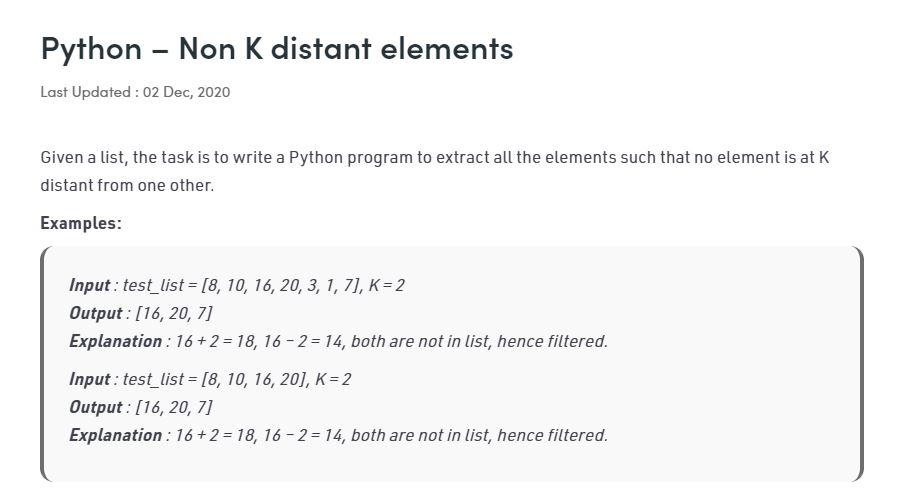 Python – Non K distant elements
Last Updated : 02 Dec, 2020
Given a list, the task is to write a Python program to extract all the elements such that no element is at K
distant from one other.
Examples:
Input : test_list = [8, 10, 16, 20, 3, 1, 7], K = 2
Output : [16, 20, 7]
Explanation : 16 + 2 = 18, 16 – 2 = 14, both are not in list, hence filtered.
Input : test_list = [8, 10, 16, 20], K = 2
Output : [16, 20, 7]
Explanation : 16 + 2 = 18, 16 – 2 = 14, both are not in list, hence filtered.